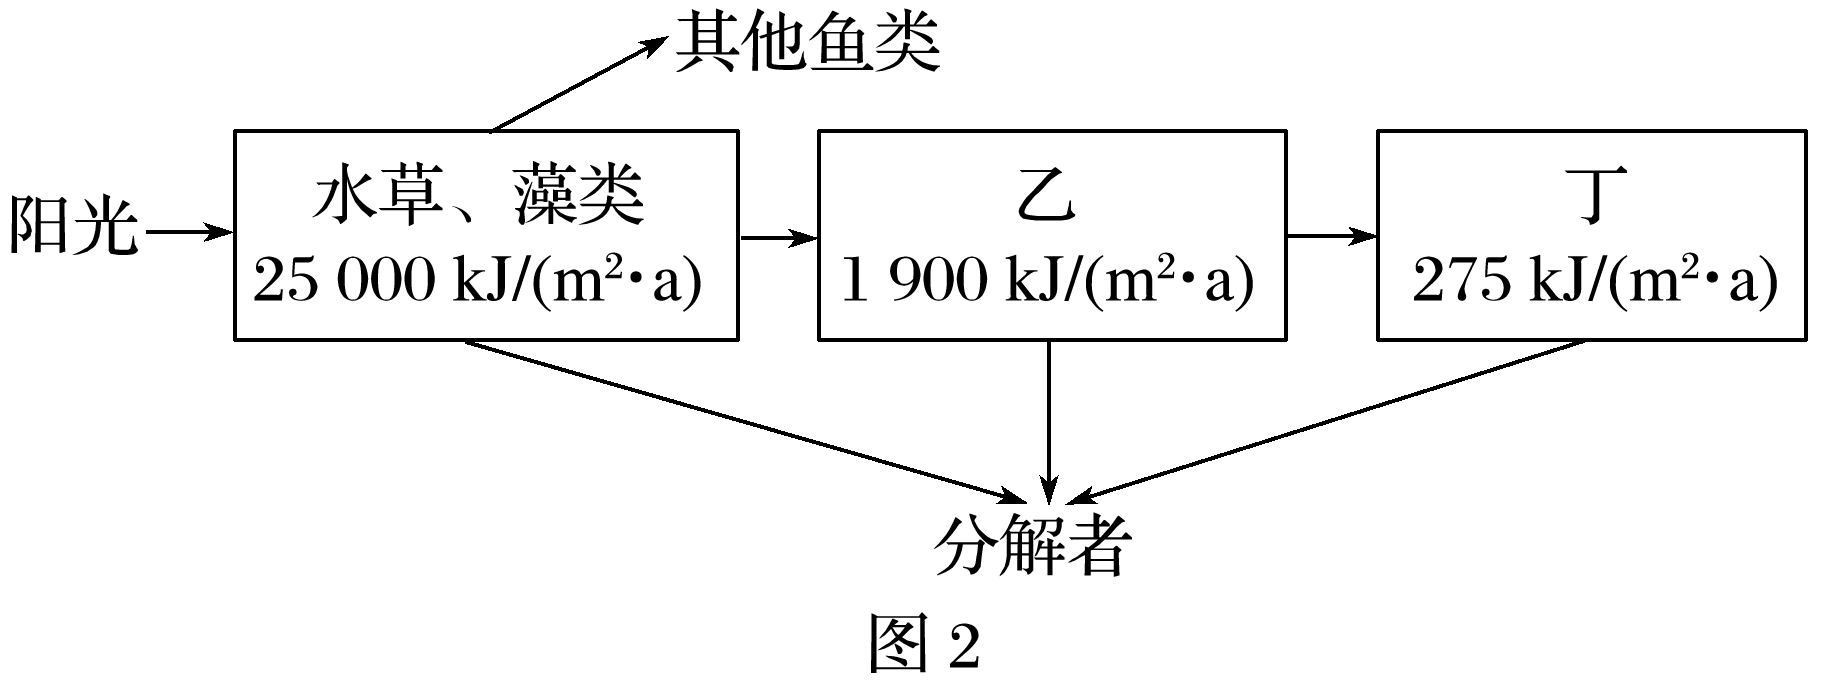 其他鱼类
阳光
水草、藻类
25 000 kJ/(m²·a)
乙
1 900 kJ/(m²·a)
丁
275 kJ/(m²·a)
分解者
图 2